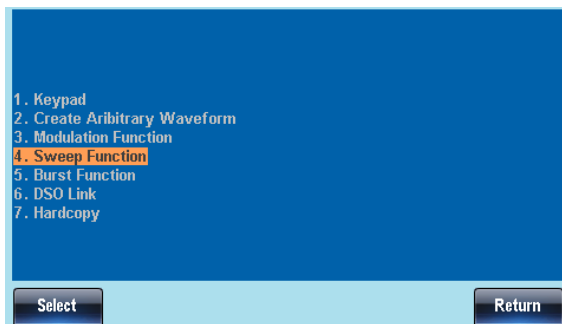 1. Keypad
2. Create Aribitrary Waveform
3. Modulation Function
4. Sweep Function
5. Burst Function
6. DSO Link
7. Hardcopy
Select
Return